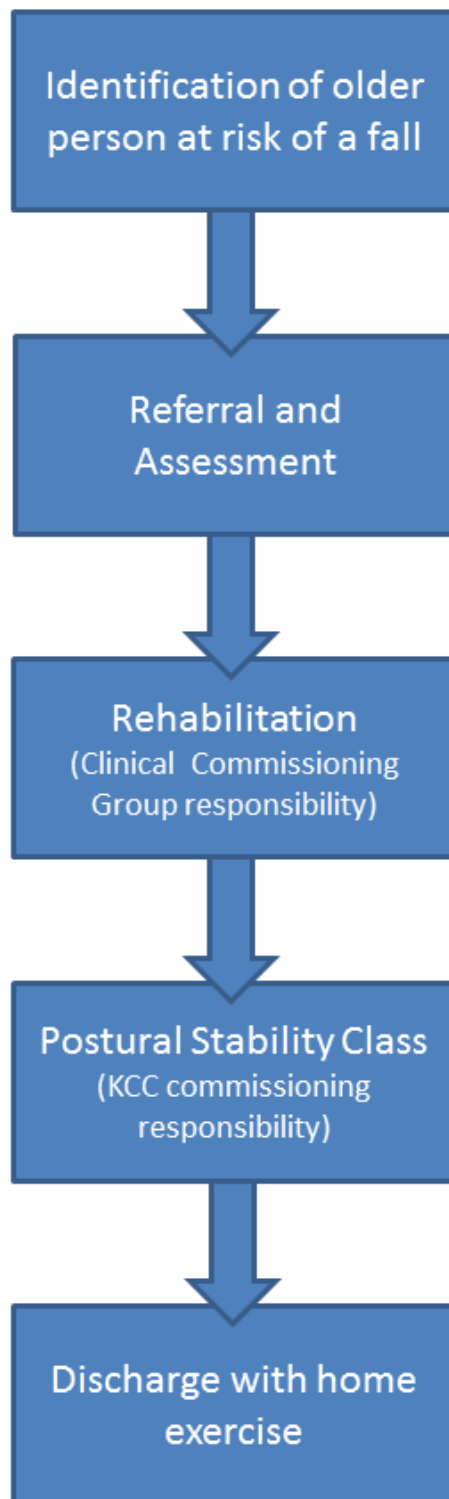 Identification of older
person at risk of a fall
Referral and
Assessment
Rehabilitation
(Clinical Commissioning
Group responsibility)
Postural Stability Class
(KCC commissioning
responsibility)
Discharge with home
exercise